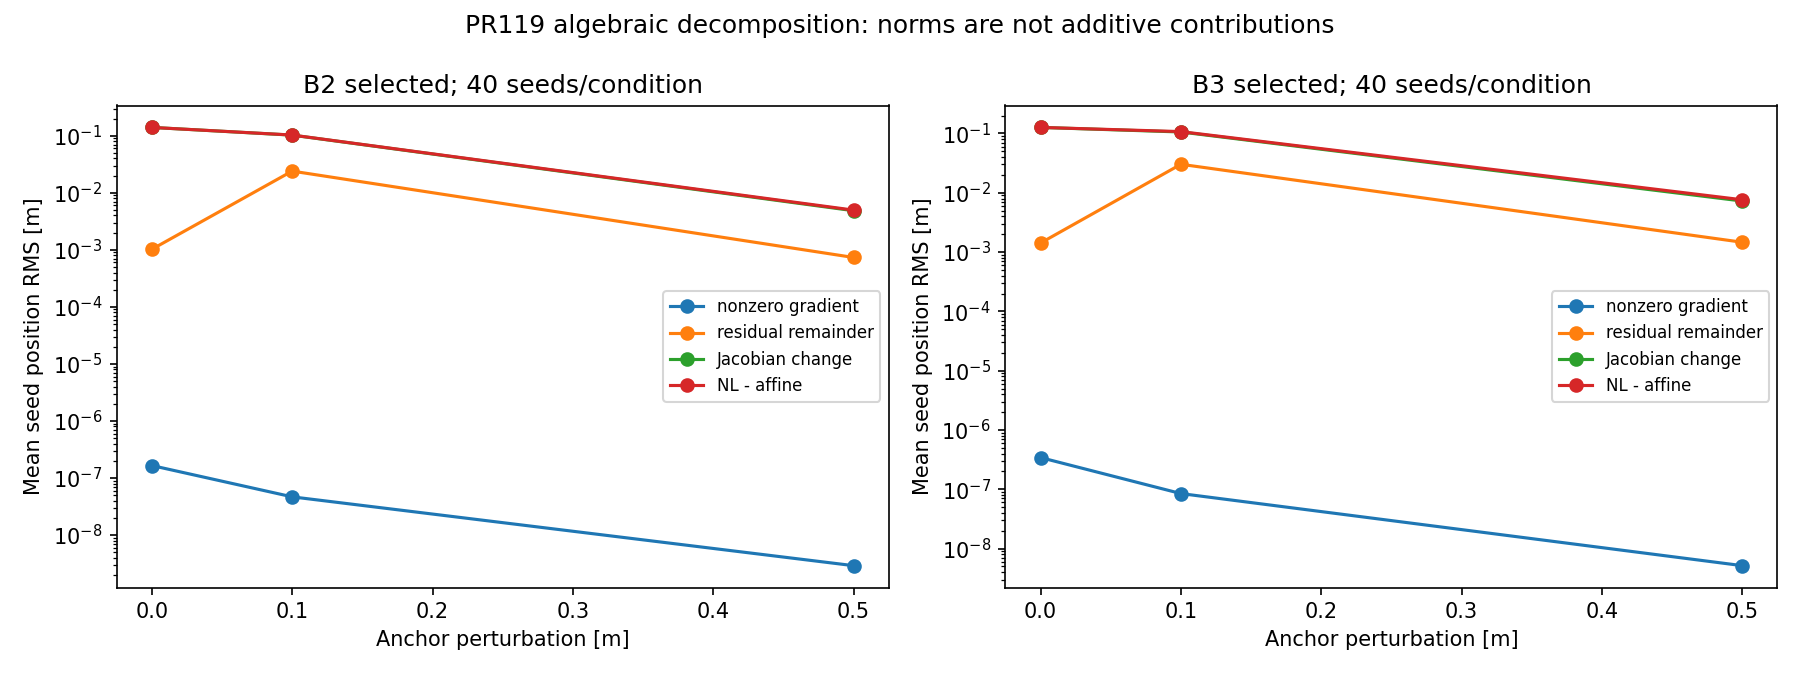 PR119 algebraic decomposition: norms are not additive contributions
B2 selected; 40 seeds/condition
Mean seed position RMS [m]
10⁻¹
10⁻²
10⁻³
10⁻⁴
10⁻⁵
10⁻⁶
10⁻⁷
10⁻⁸
nonzero gradient
residual remainder
Jacobian change
NL - affine
0.0 0.1 0.2 0.3 0.4 0.5
Anchor perturbation [m]
B3 selected; 40 seeds/condition
Mean seed position RMS [m]
10⁻¹
10⁻²
10⁻³
10⁻⁴
10⁻⁵
10⁻⁶
10⁻⁷
10⁻⁸
nonzero gradient
residual remainder
Jacobian change
NL - affine
0.0 0.1 0.2 0.3 0.4 0.5
Anchor perturbation [m]